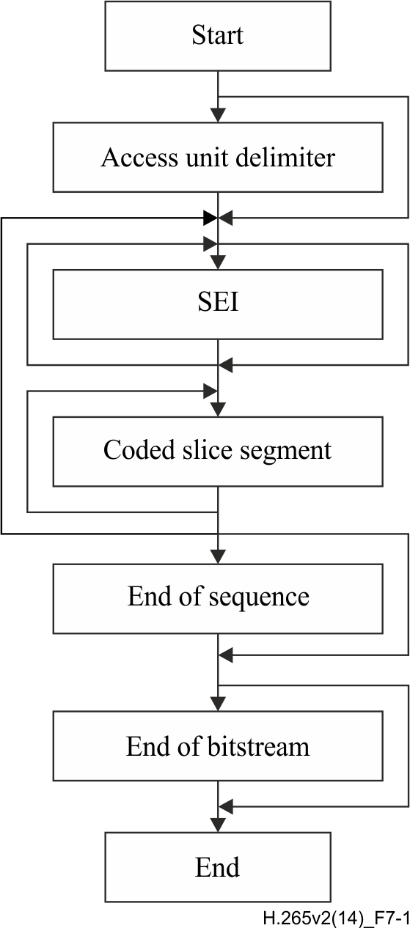 Start
Access unit delimiter
SEI
Coded slice segment
End of sequence
End of bitstream
End
H.265v2(14)_F7-1